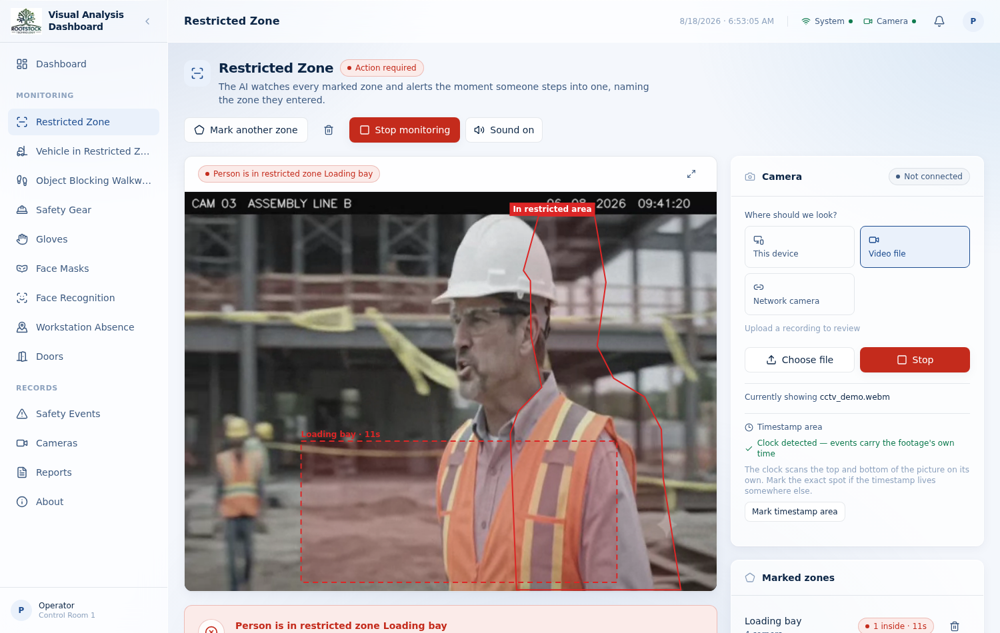 ROOTSTOCK
TECHNOLOGY
Visual Analysis
Dashboard
Restricted Zone
8/18/2026 · 6:53:05 AM
System
Camera
P
Dashboard
MONITORING
Restricted Zone
Vehicle in Restricted Z...
Object Blocking Walkw...
Safety Gear
Gloves
Face Masks
Face Recognition
Workstation Absence
Doors
RECORDS
Safety Events
Cameras
Reports
About
P
Operator
Control Room 1
Restricted Zone
Action required
The AI watches every marked zone and alerts the moment someone steps into one, naming
the zone they entered.
Mark another zone
Stop monitoring
Sound on
Person is in restricted zone Loading bay
CAM 03 ASSEMBLY LINE B
06 08 2026 09:41:20
In restricted area
Loading bay · 11s
Person is in restricted zone Loading bay
Camera
Not connected
Where should we look?
This device
Video file
Network camera
Upload a recording to review
Choose file
Stop
Currently showing cctv_demo.webm
Timestamp area
Clock detected — events carry the footage's own
time
The clock scans the top and bottom of the picture on its
own. Mark the exact spot if the timestamp lives
somewhere else.
Mark timestamp area
Marked zones
Loading bay
1 inside · 11s